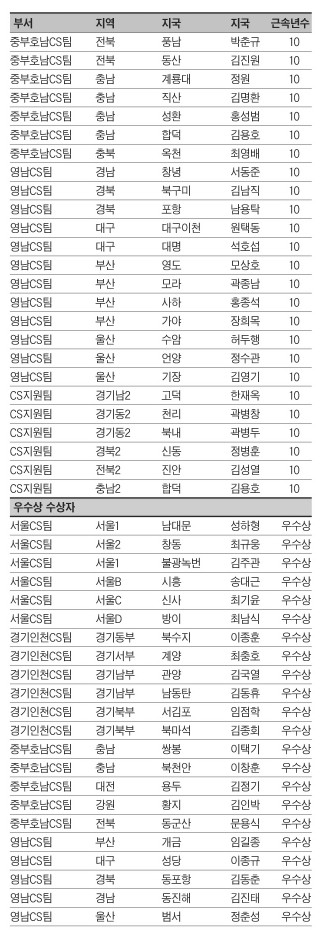 부서 지역 지국 지국 근속년수
중부호남CS팀 전북 풍남 박춘규 10
중부호남CS팀 전북 동산 김진원 10
중부호남CS팀 충남 계룡대 정원 10
중부호남CS팀 충남 직산 김명환 10
중부호남CS팀 충남 성환 홍성범 10
중부호남CS팀 충남 합덕 김용호 10
중부호남CS팀 충북 옥천 최영배 10
영남CS팀 경남 창녕 서동준 10
영남CS팀 경북 북구미 김남직 10
영남CS팀 경북 포항 남용탁 10
영남CS팀 대구 대구이천 원택동 10
영남CS팀 대구 대명 석호섭 10
영남CS팀 부산 영도 모상호 10
영남CS팀 부산 모라 곽종남 10
영남CS팀 부산 사하 홍종석 10
영남CS팀 부산 가야 장희목 10
영남CS팀 울산 수암 허두행 10
영남CS팀 울산 언양 정수관 10
영남CS팀 울산 기장 김영기 10
CS지원팀 경기남2 고덕 한재옥 10
CS지원팀 경기동2 천리 곽병창 10
CS지원팀 경기동2 북내 곽병두 10
CS지원팀 경북2 신동 정병훈 10
CS지원팀 전북2 진안 김성열 10
CS지원팀 충남2 합덕 김용호 10
우수상 수상자
서울CS팀 서울1 남대문 성하형 우수상
서울CS팀 서울2 창동 최규웅 우수상
서울CS팀 서울1 불광녹번 김주관 우수상
서울CS팀 서울B 시흥 송대근 우수상
서울CS팀 서울C 신사 최기윤 우수상
서울CS팀 서울D 방이 최남식 우수상
경기인천CS팀 경기동부 북수지 이종훈 우수상
경기인천CS팀 경기서부 계양 최충호 우수상
경기인천CS팀 경기남부 관양 김국열 우수상
경기인천CS팀 경기남부 남동탄 김동휴 우수상
경기인천CS팀 경기북부 서김포 임점학 우수상
경기인천CS팀 경기북부 북마석 김종회 우수상
중부호남CS팀 충남 쌍봉 이택기 우수상
중부호남CS팀 충남 북천안 이창훈 우수상
중부호남CS팀 대전 용두 김정기 우수상
중부호남CS팀 강원 황지 김인박 우수상
중부호남CS팀 전북 동군산 문용식 우수상
영남CS팀 부산 개금 임길종 우수상
영남CS팀 대구 성당 이종규 우수상
영남CS팀 경북 동포항 김동춘 우수상
영남CS팀 경남 동진해 김진태 우수상
영남CS팀 울산 범서 정춘성 우수상